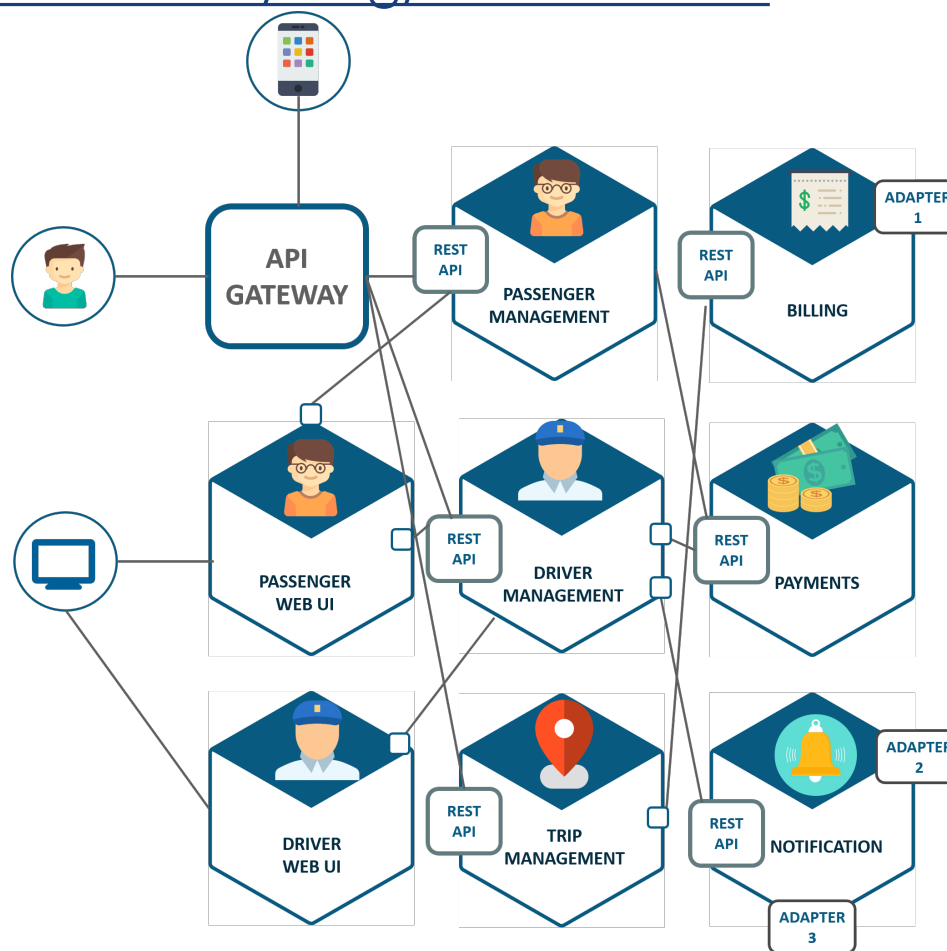 API
GATEWAY
REST
API
PASSENGER
MANAGEMENT
REST
API
BILLING
ADAPTER
1
PASSENGER
WEB UI
REST
API
DRIVER
MANAGEMENT
REST
API
PAYMENTS
DRIVER
WEB UI
REST
API
TRIP
MANAGEMENT
REST
API
NOTIFICATION
ADAPTER
2
ADAPTER
3